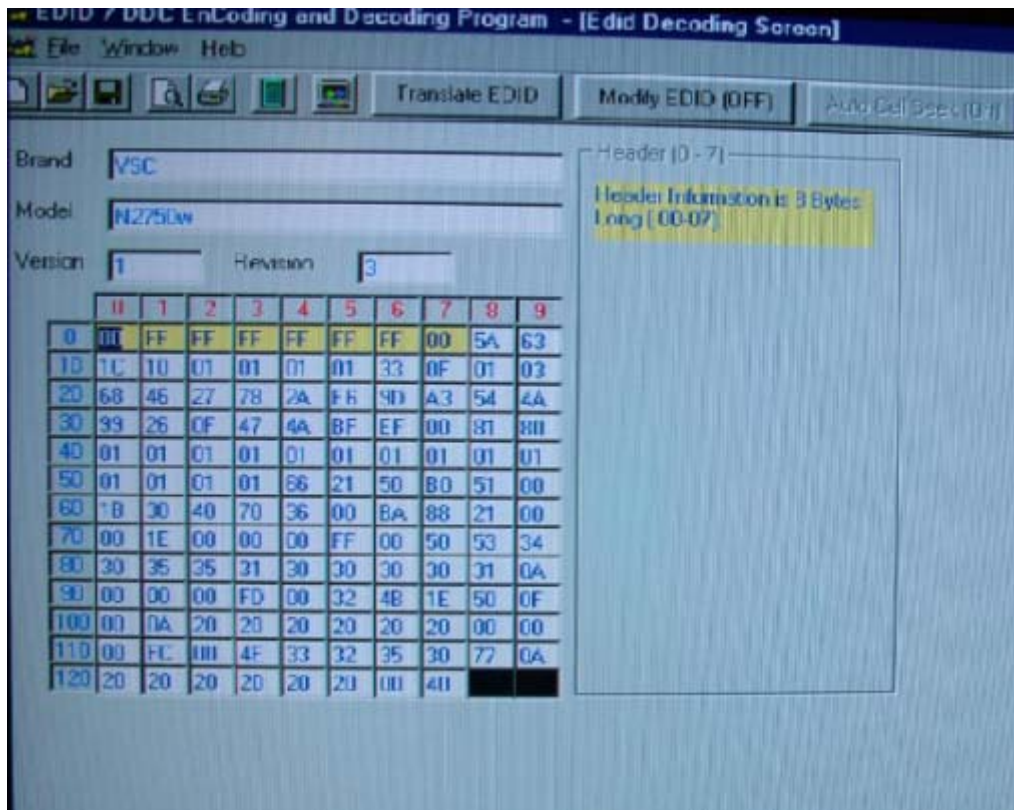 EDID / DDC EnCoding and Decoding Program - [Edid Decoding Screen]
File Window Help
Translate EDID Modify EDID (OFF)
Header (0 - 7)
Brand VSC
Header Information is 8 Bytes
Long ( 00-07)
Model N2750w
Version 1 Revision 3
0 1 2 3 4 5 6 7 8 9
0 00 FF FF FF FF FF FF 00 5A 63
10 1C 10 01 01 01 01 33 0F 01 03
20 68 46 27 78 2A F6 9D A3 54 4A
30 99 26 0F 47 4A BF EF 00 81 80
40 01 01 01 01 01 01 01 01 01 01
50 01 01 01 01 66 21 50 B0 51 00
60 1B 30 40 70 36 00 BA 88 21 00
70 00 1E 00 00 00 FF 00 50 53 34
80 30 35 35 31 30 30 30 30 31 0A
90 00 00 00 FD 00 32 4B 1E 50 0F
100 00 0A 20 20 20 20 20 20 00 00
110 00 FC 00 4E 33 32 35 30 77 0A
120 20 20 20 20 20 20 00